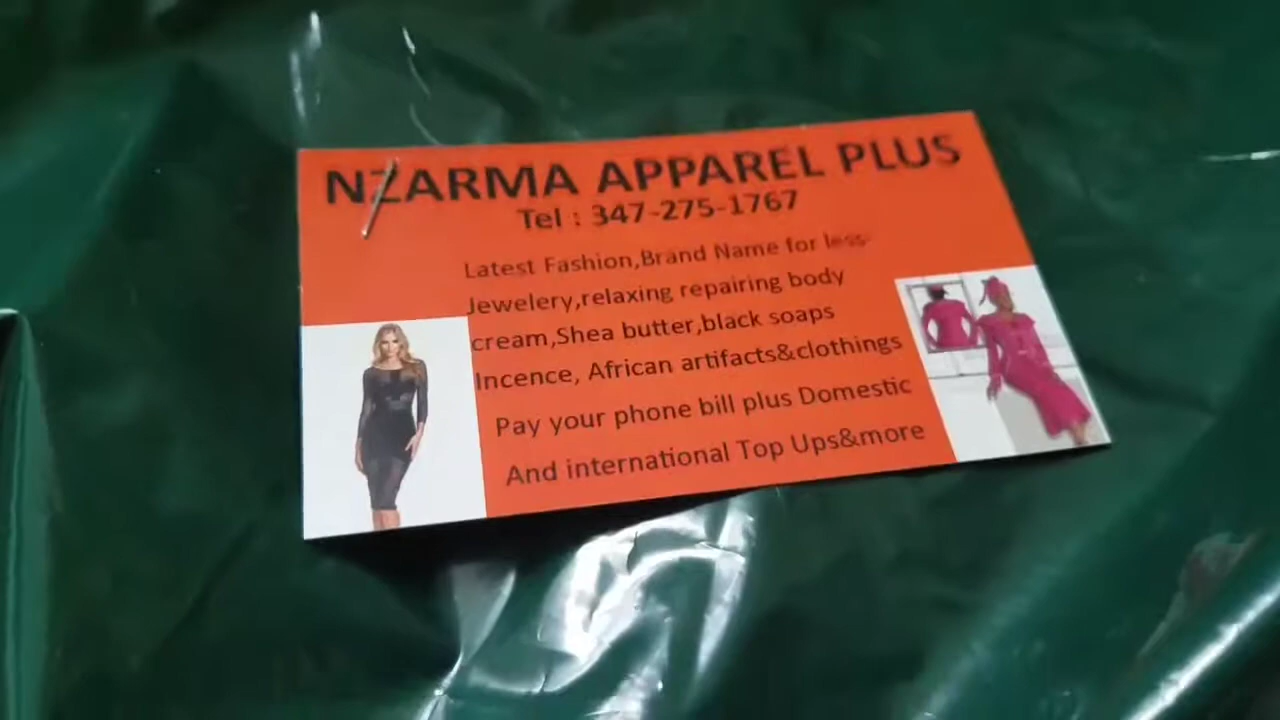 NZARMA APPAREL PLUS
Tel : 347-275-1767
Latest Fashion,Brand Name for less
Jewelery,relaxing repairing body
cream,Shea butter,black soaps
Incence, African artifacts&clothings
Pay your phone bill plus Domestic
And international Top Ups&more